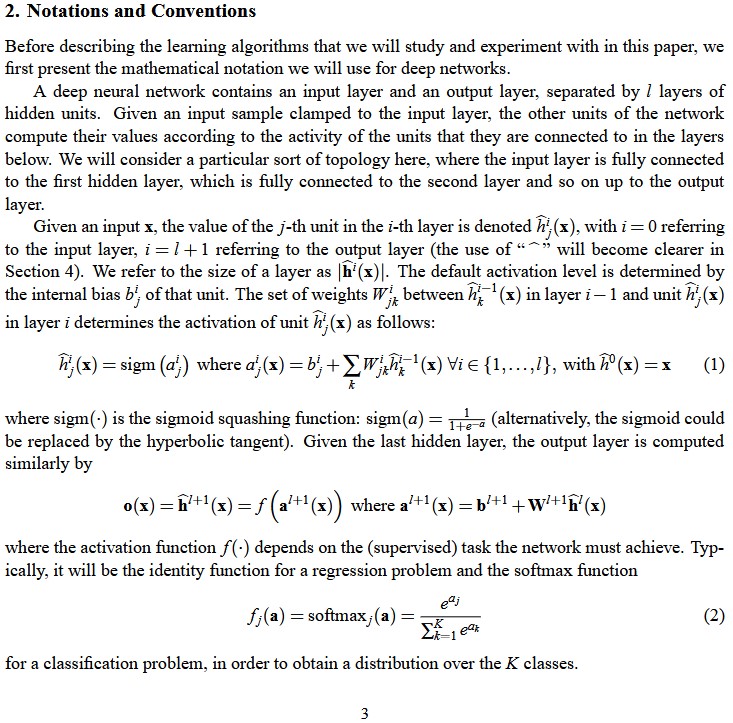 2. Notations and Conventions
Before describing the learning algorithms that we will study and experiment with in this paper, we
first present the mathematical notation we will use for deep networks.
A deep neural network contains an input layer and an output layer, separated by l layers of
hidden units. Given an input sample clamped to the input layer, the other units of the network
compute their values according to the activity of the units that they are connected to in the layers
below. We will consider a particular sort of topology here, where the input layer is fully connected
to the first hidden layer, which is fully connected to the second layer and so on up to the output
layer.
Given an input $\mathbf{x}$, the value of the j-th unit in the i-th layer is denoted $\widehat{h}^i_j(\mathbf{x})$, with $i = 0$ referring
to the input layer, $i = l + 1$ referring to the output layer (the use of “ $\widehat{\ }$ ” will become clearer in
Section 4). We refer to the size of a layer as $|\widehat{\mathbf{h}}^i(\mathbf{x})|$. The default activation level is determined by
the internal bias $b^i_j$ of that unit. The set of weights $W^i_{jk}$ between $\widehat{h}^{i-1}_k(\mathbf{x})$ in layer $i-1$ and unit $\widehat{h}^i_j(\mathbf{x})$
in layer i determines the activation of unit $\widehat{h}^i_j(\mathbf{x})$ as follows:
$\widehat{h}^i_j(\mathbf{x}) = \mathrm{sigm}\left(a^i_j\right)$ where $a^i_j(\mathbf{x}) = b^i_j + \sum_k W^i_{jk}\widehat{h}^{i-1}_k(\mathbf{x})\ \forall i \in \{1,\ldots,l\}$, with $\widehat{h}^0(\mathbf{x}) = \mathbf{x}$ (1)
where sigm(·) is the sigmoid squashing function: $\mathrm{sigm}(a) = \frac{1}{1+e^{-a}}$ (alternatively, the sigmoid could
be replaced by the hyperbolic tangent). Given the last hidden layer, the output layer is computed
similarly by
$\mathbf{o}(\mathbf{x}) = \widehat{\mathbf{h}}^{l+1}(\mathbf{x}) = f\left(\mathbf{a}^{l+1}(\mathbf{x})\right)$ where $\mathbf{a}^{l+1}(\mathbf{x}) = \mathbf{b}^{l+1} + \mathbf{W}^{l+1}\widehat{\mathbf{h}}^l(\mathbf{x})$
where the activation function $f(\cdot)$ depends on the (supervised) task the network must achieve. Typ-
ically, it will be the identity function for a regression problem and the softmax function
$f_j(\mathbf{a}) = \mathrm{softmax}_j(\mathbf{a}) = \frac{e^{a_j}}{\sum_{k=1}^K e^{a_k}}$ (2)
for a classification problem, in order to obtain a distribution over the K classes.
3